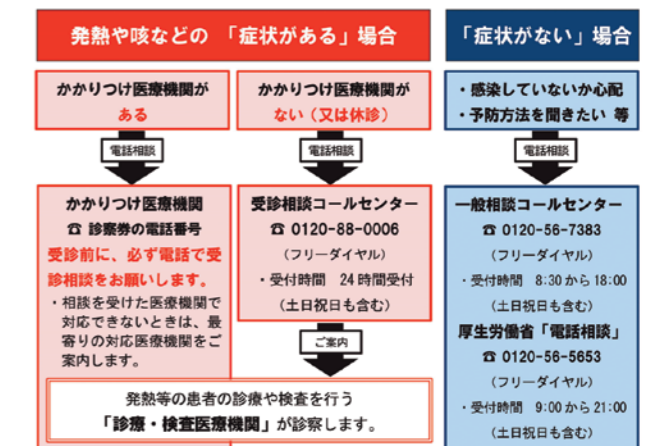 発熱や咳などの「症状がある」場合
かかりつけ医療機関が
ある
電話相談
かかりつけ医療機関
☎ 診察券の電話番号
受診前に、必ず電話で受
診相談をお願いします。
・相談を受けた医療機関で
対応できないときは、最
寄りの対応医療機関をご
案内します。
かかりつけ医療機関が
ない(又は休診)
電話相談
受診相談コールセンター
☎ 0120-88-0006
(フリーダイヤル)
・受付時間 24時間受付
(土日祝日も含む)
ご案内
発熱等の患者の診療や検査を行う
「診療・検査医療機関」が診察します。
「症状がない」場合
・感染していないか心配
・予防方法を聞きたい 等
電話相談
一般相談コールセンター
☎ 0120-56-7383
(フリーダイヤル)
・受付時間 8:30から18:00
(土日祝日も含む)
厚生労働省「電話相談」
☎ 0120-56-5653
(フリーダイヤル)
・受付時間 9:00から21:00
(土日祝日も含む)